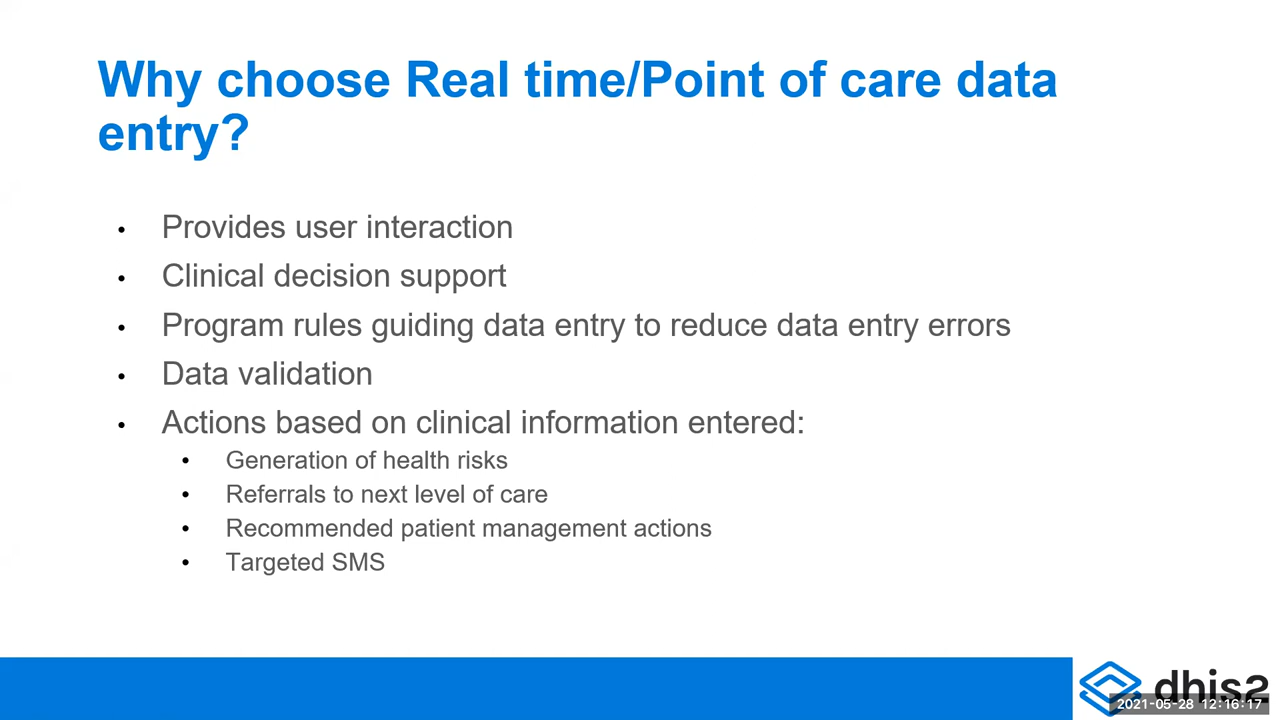 Why choose Real time/Point of care data
entry?
• Provides user interaction
• Clinical decision support
• Program rules guiding data entry to reduce data entry errors
• Data validation
• Actions based on clinical information entered:
• Generation of health risks
• Referrals to next level of care
• Recommended patient management actions
• Targeted SMS
dhis2
2021-05-28 12:16:17